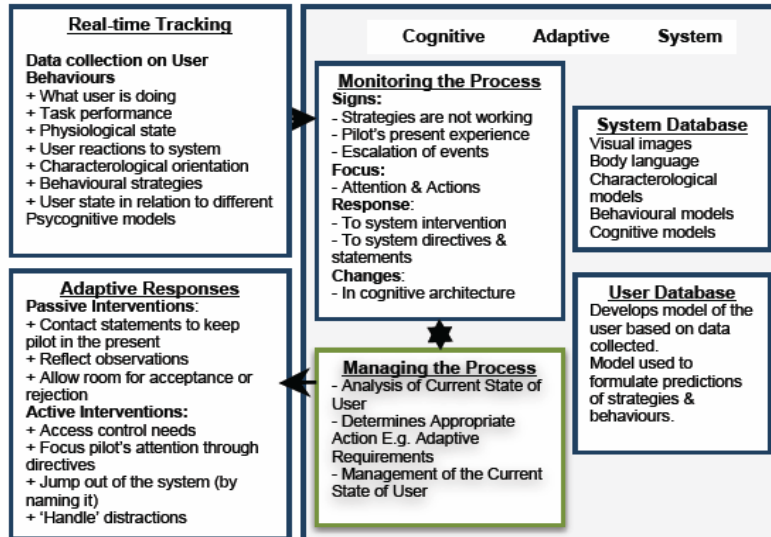 Real-time Tracking
Data collection on User
Behaviours
+ What user is doing
+ Task performance
+ Physiological state
+ User reactions to system
+ Characterological orientation
+ Behavioural strategies
+ User state in relation to different
Psycognitive models
Cognitive Adaptive System
Monitoring the Process
Signs:
- Strategies are not working
- Pilot's present experience
- Escalation of events
Focus:
- Attention & Actions
Response:
- To system intervention
- To system directives &
statements
Changes:
- In cognitive architecture
System Database
Visual images
Body language
Characterological
models
Behavioural models
Cognitive models
Adaptive Responses
Passive Interventions:
+ Contact statements to keep
pilot in the present
+ Reflect observations
+ Allow room for acceptance or
rejection
Active Interventions:
+ Access control needs
+ Focus pilot's attention through
directives
+ Jump out of the system (by
naming it)
+ 'Handle' distractions
Managing the Process
- Analysis of Current State of
User
- Determines Appropriate
Action E.g. Adaptive
Requirements
- Management of the Current
State of User
User Database
Develops model of the
user based on data
collected.
Model used to
formulate predictions
of strategies &
behaviours.